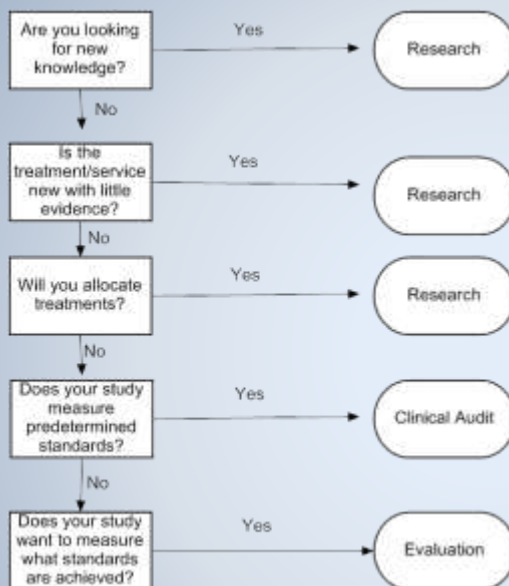 Are you looking
for new
knowledge?
Yes
Research
No
Is the
treatment/service
new with little
evidence?
Yes
Research
No
Will you allocate
treatments?
Yes
Research
No
Does your study
measure
predetermined
standards?
Yes
Clinical Audit
No
Does your study
want to measure
what standards
are achieved?
Yes
Evaluation